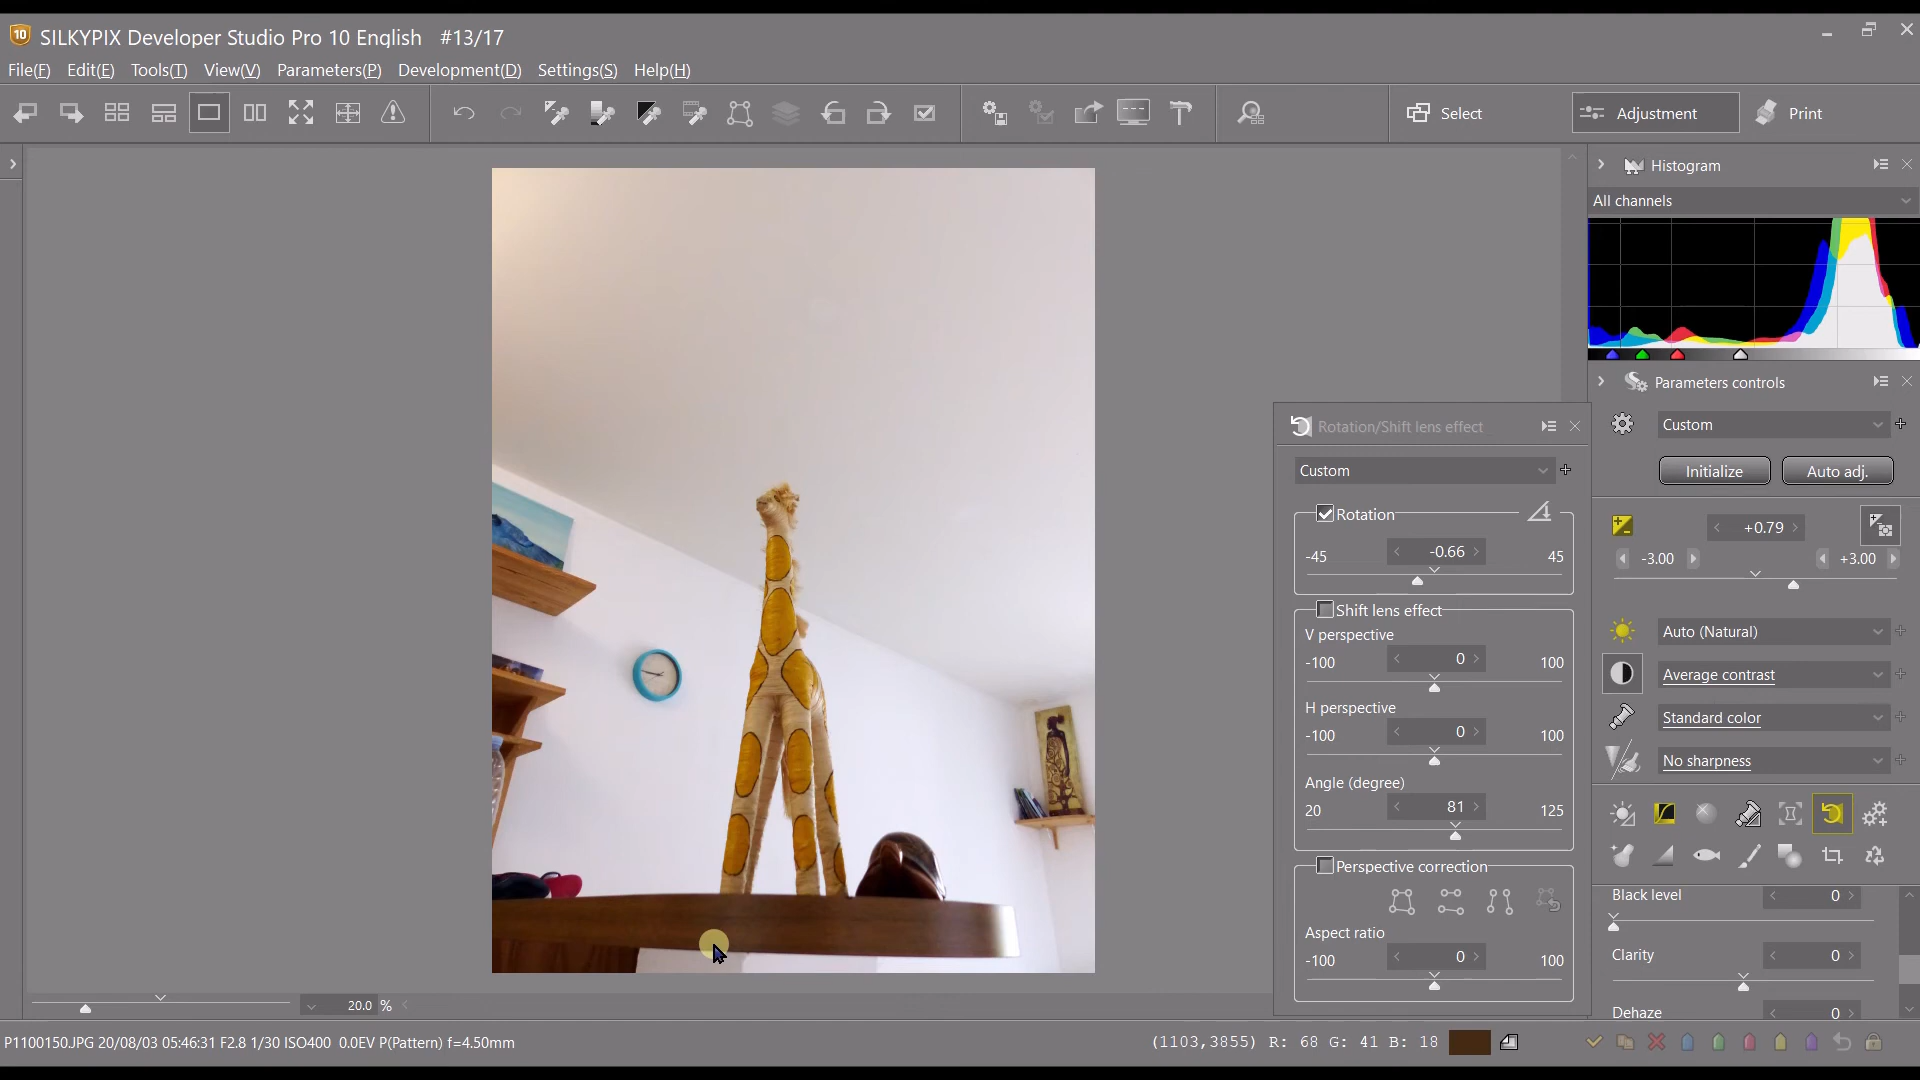 SILKYPIX Developer Studio Pro 10 English #13/17
File(F) Edit(E) Tools(T) View(V) Parameters(P) Development(D) Settings(S) Help(H)
Select Adjustment Print
Histogram
All channels
Parameters controls
Custom
Initialize Auto adj.
+0.79
-3.00 +3.00
Auto (Natural)
Average contrast
Standard color
No sharpness
Black level 0
Clarity 0
Dehaze 0
Rotation/Shift lens effect
Custom
Rotation
-45 -0.66 45
Shift lens effect
V perspective
-100 0 100
H perspective
-100 0 100
Angle (degree)
20 81 125
Perspective correction
Aspect ratio
-100 0 100
20.0 %
P1100150.JPG 20/08/03 05:46:31 F2.8 1/30 ISO400 0.0EV P(Pattern) f=4.50mm
(1103,3855) R: 68 G: 41 B: 18